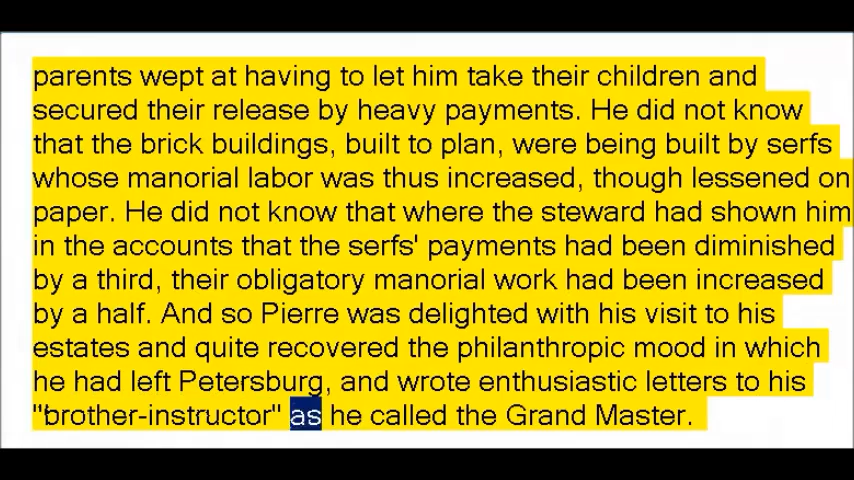 parents wept at having to let him take their children and
secured their release by heavy payments. He did not know
that the brick buildings, built to plan, were being built by serfs
whose manorial labor was thus increased, though lessened on
paper. He did not know that where the steward had shown him
in the accounts that the serfs' payments had been diminished
by a third, their obligatory manorial work had been increased
by a half. And so Pierre was delighted with his visit to his
estates and quite recovered the philanthropic mood in which
he had left Petersburg, and wrote enthusiastic letters to his
"brother-instructor" as he called the Grand Master.